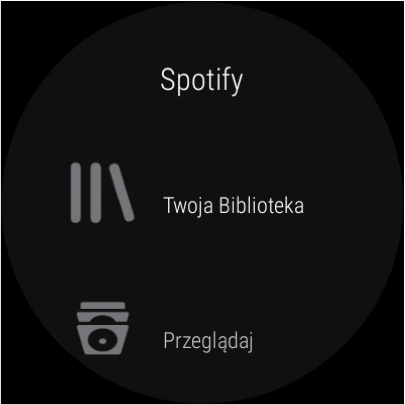 Spotify
Twoja Biblioteka
Przeglądaj